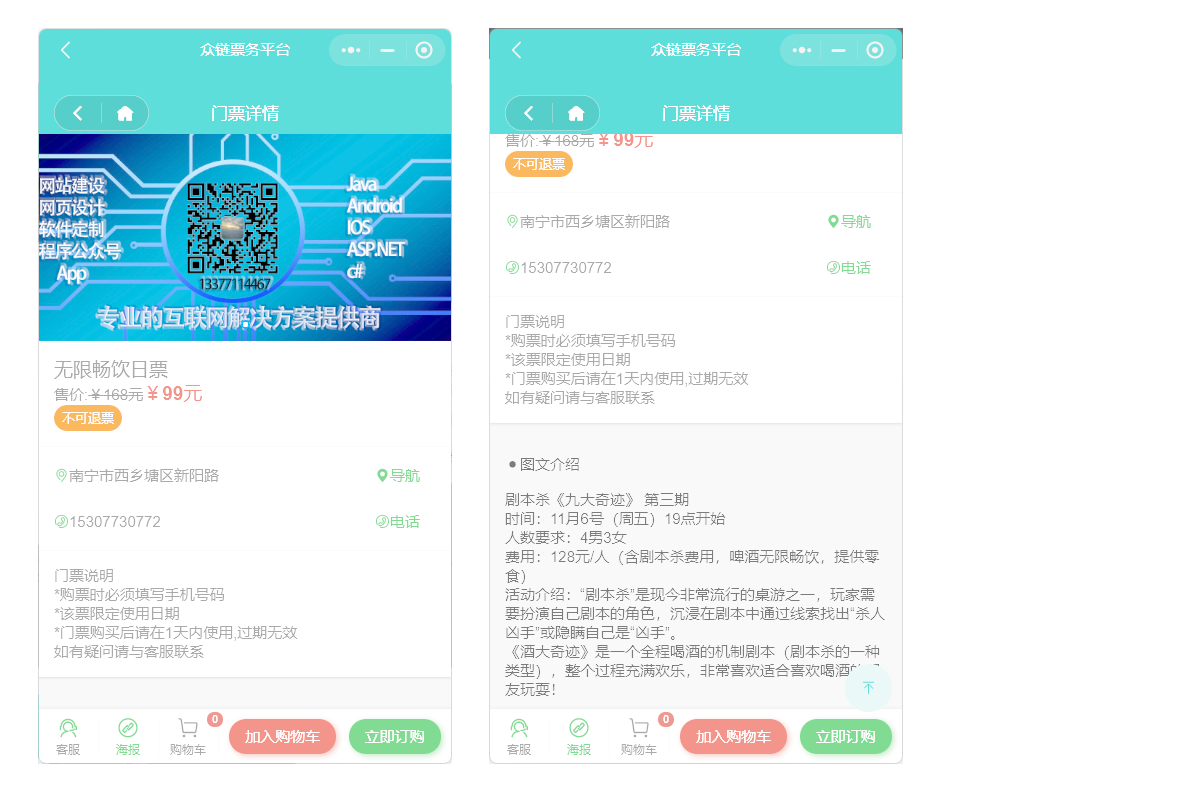 众链票务平台
门票详情
网站建设
网页设计
软件定制
程序公众号
App
Java
Android
IOS
ASP.NET
c#
13377114467
专业的互联网解决方案提供商
无限畅饮日票
售价:￥168元 ￥99元
不可退票
南宁市西乡塘区新阳路 导航
15307730772 电话
门票说明
*购票时必须填写手机号码
*该票限定使用日期
*门票购买后请在1天内使用,过期无效
如有疑问请与客服联系
客服 海报 购物车 0 加入购物车 立即订购
众链票务平台
门票详情
售价:￥168元 ￥99元
不可退票
南宁市西乡塘区新阳路 导航
15307730772 电话
门票说明
*购票时必须填写手机号码
*该票限定使用日期
*门票购买后请在1天内使用,过期无效
如有疑问请与客服联系
●图文介绍
剧本杀《九大奇迹》 第三期
时间：11月6号（周五）19点开始
人数要求：4男3女
费用：128元/人（含剧本杀费用，啤酒无限畅饮，提供零
食）
活动介绍：“剧本杀”是现今非常流行的桌游之一，玩家需
要扮演自己剧本的角色，沉浸在剧本中通过线索找出“杀人
凶手”或隐瞒自己是“凶手”。
《酒大奇迹》是一个全程喝酒的机制剧本（剧本杀的一种
类型），整个过程充满欢乐，非常喜欢适合喜欢喝酒
友玩耍！
客服 海报 购物车 0 加入购物车 立即订购